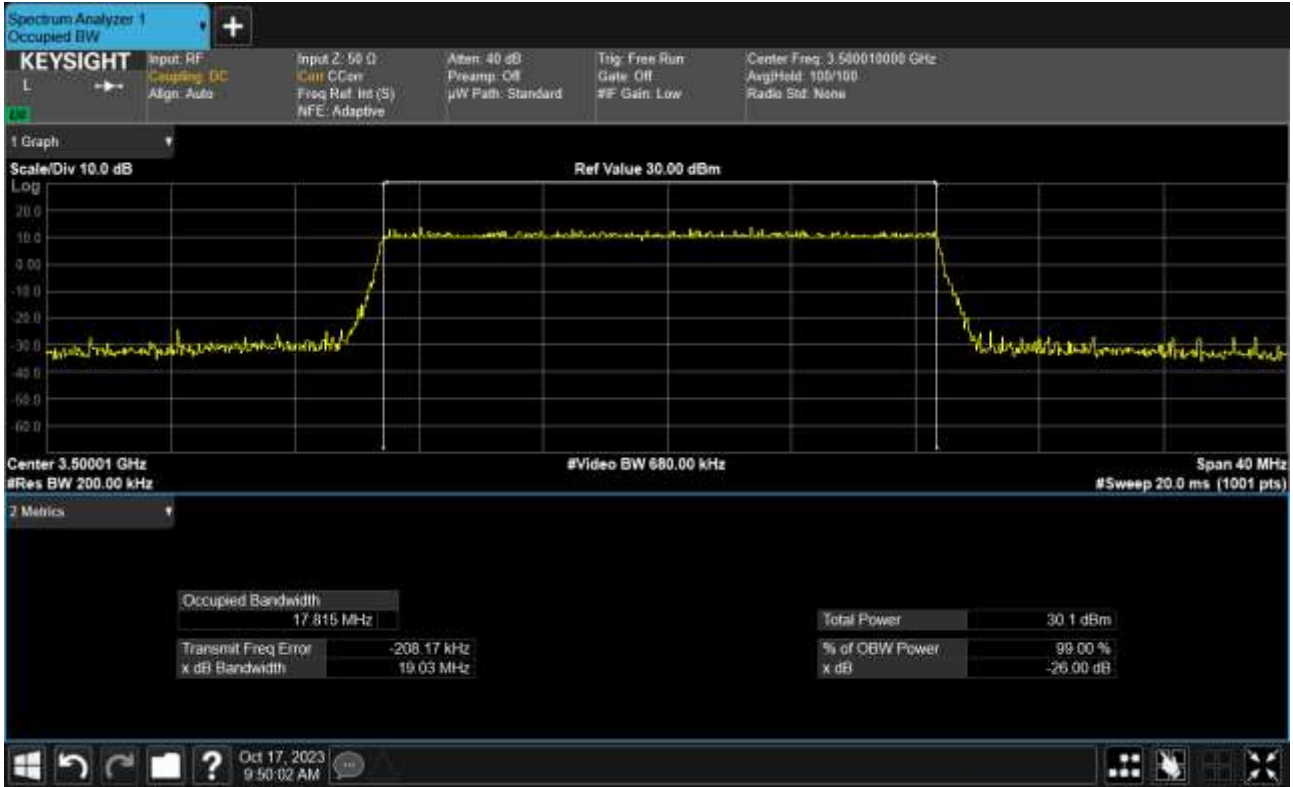 Spectrum Analyzer 1
Occupied BW
KEYSIGHT
L
Input: RF
Coupling: DC
Align: Auto
Input Z: 50 Ω
Corr CCorr
Freq Ref: Int (S)
NFE: Adaptive
Atten: 40 dB
Preamp: Off
µW Path: Standard
Trig: Free Run
Gate: Off
#IF Gain: Low
Center Freq: 3.500010000 GHz
Avg|Hold: 100/100
Radio Std: None
1 Graph
Scale/Div 10.0 dB
Ref Value 30.00 dBm
Log
20.0
10.0
0.00
-10.0
-20.0
-30.0
-40.0
-50.0
-60.0
Center 3.50001 GHz
#Video BW 680.00 kHz
Span 40 MHz
#Res BW 200.00 kHz
#Sweep 20.0 ms (1001 pts)
2 Metrics
Occupied Bandwidth
17.815 MHz
Total Power 30.1 dBm
Transmit Freq Error -208.17 kHz
% of OBW Power 99.00 %
x dB Bandwidth 19.03 MHz
x dB -26.00 dB
?
Oct 17, 2023
9:50:02 AM